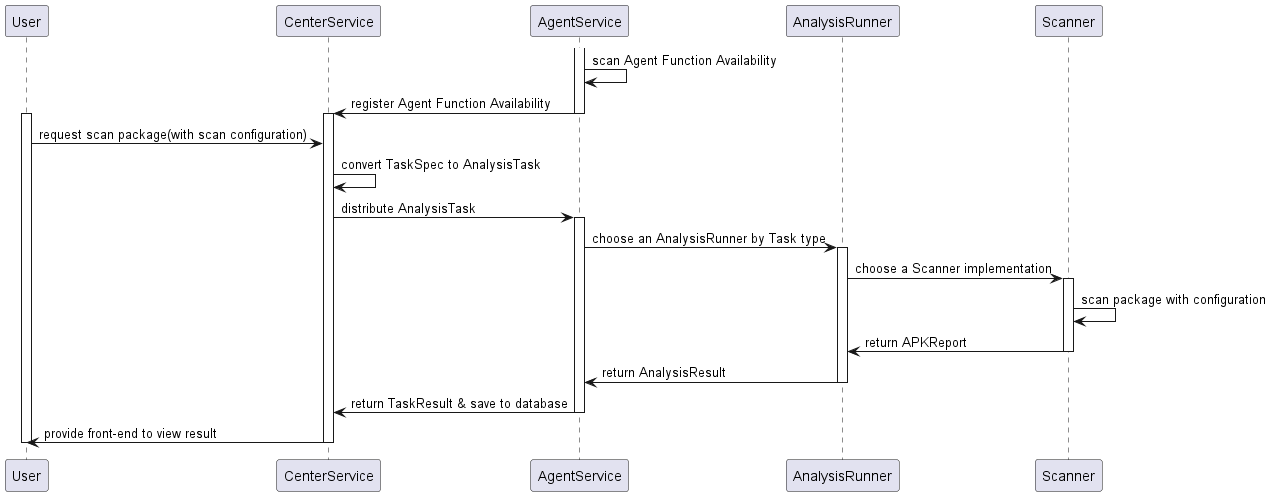 User
CenterService
AgentService
AnalysisRunner
Scanner
scan Agent Function Availability
register Agent Function Availability
request scan package(with scan configuration)
convert TaskSpec to AnalysisTask
distribute AnalysisTask
choose an AnalysisRunner by Task type
choose a Scanner implementation
scan package with configuration
return APKReport
return AnalysisResult
return TaskResult & save to database
provide front-end to view result
User
CenterService
AgentService
AnalysisRunner
Scanner